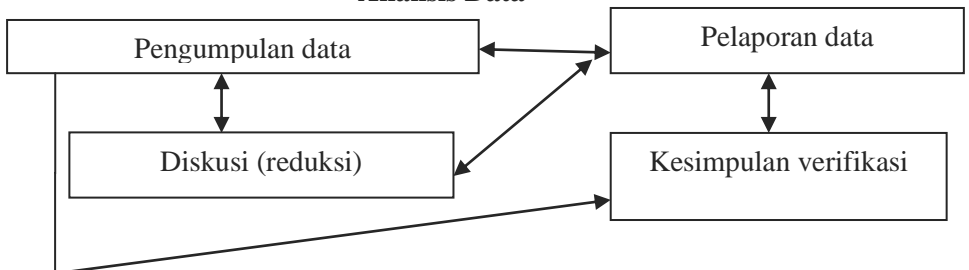 Analisis Data
Pengumpulan data
Pelaporan data
Diskusi (reduksi)
Kesimpulan verifikasi